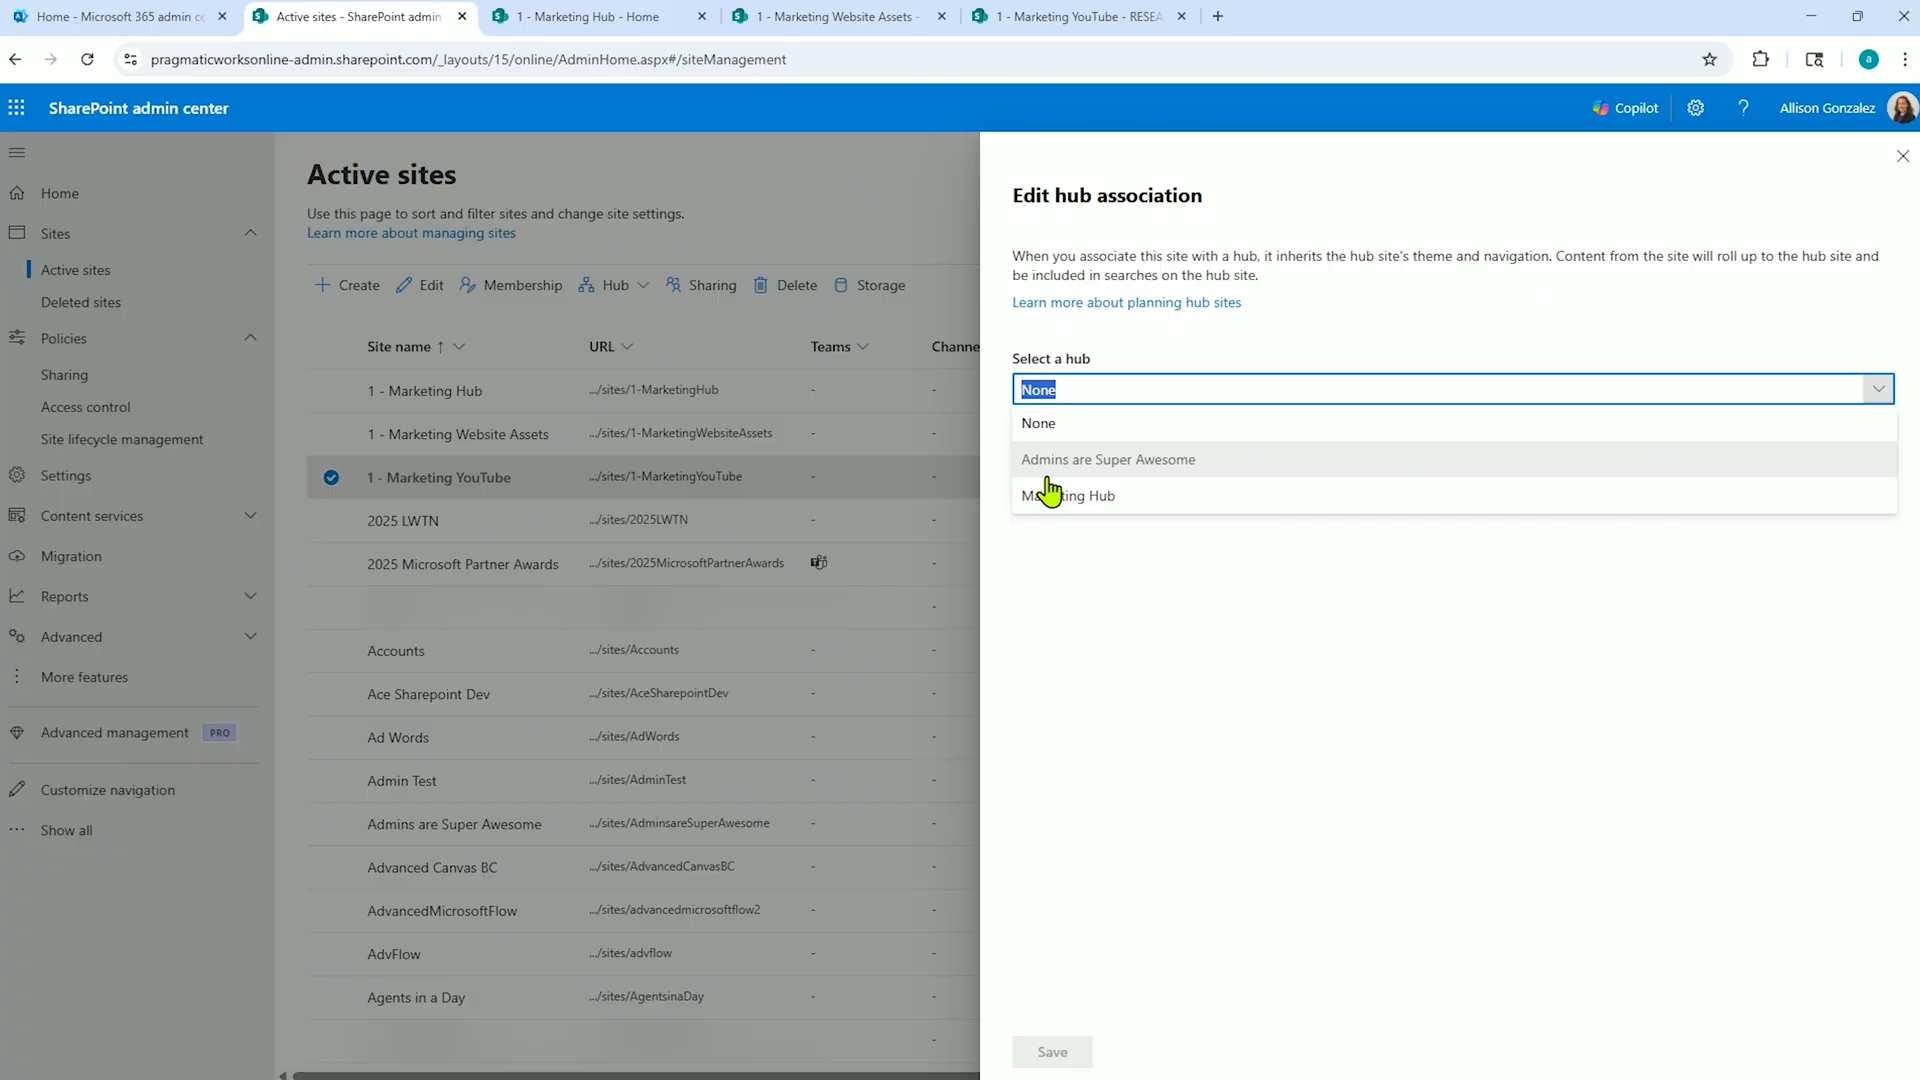 Home - Microsoft 365 admin ce
Active sites - SharePoint admin
1 - Marketing Hub - Home
1 - Marketing Website Assets -
1 - Marketing YouTube - RESEA
pragmaticworksonline-admin.sharepoint.com/_layouts/15/online/AdminHome.aspx#/siteManagement
a
SharePoint admin center
Copilot
?
Allison Gonzalez
Home
Sites
Active sites
Deleted sites
Policies
Sharing
Access control
Site lifecycle management
Settings
Content services
Migration
Reports
Advanced
More features
Advanced management PRO
Customize navigation
Show all
Active sites
Use this page to sort and filter sites and change site settings.
Learn more about managing sites
Create Edit Membership Hub Sharing Delete Storage
Site name ↑ URL Teams Channe
1 - Marketing Hub .../sites/1-MarketingHub - -
1 - Marketing Website Assets .../sites/1-MarketingWebsiteAssets - -
1 - Marketing YouTube .../sites/1-MarketingYouTube - -
2025 LWTN .../sites/2025LWTN - -
2025 Microsoft Partner Awards .../sites/2025MicrosoftPartnerAwards -
-
Accounts .../sites/Accounts - -
Ace Sharepoint Dev .../sites/AceSharepointDev - -
Ad Words .../sites/AdWords - -
Admin Test .../sites/AdminTest - -
Admins are Super Awesome .../sites/AdminsareSuperAwesome - -
Advanced Canvas BC .../sites/AdvancedCanvasBC - -
AdvancedMicrosoftFlow .../sites/advancedmicrosoftflow2 - -
AdvFlow .../sites/advflow - -
Agents in a Day .../sites/AgentsinaDay - -
-
Edit hub association
When you associate this site with a hub, it inherits the hub site's theme and navigation. Content from the site will roll up to the hub site and
be included in searches on the hub site.
Learn more about planning hub sites
Select a hub
None
None
Admins are Super Awesome
Marketing Hub
Save